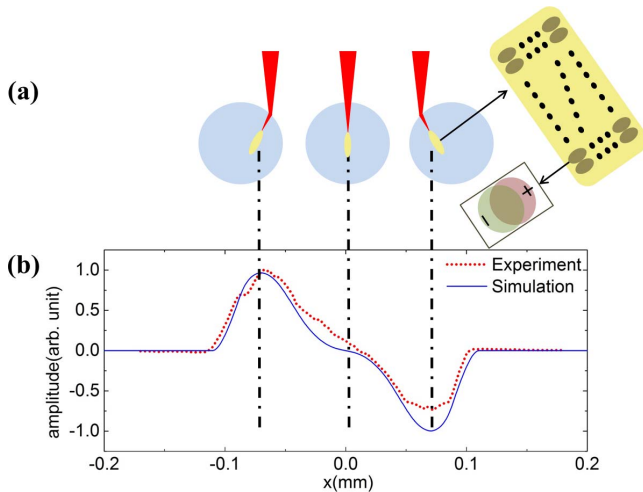 (a)
+
−
(b)
1.0
0.5
0.0
-0.5
-1.0
amplitude(arb. unit)
Experiment
Simulation
-0.2
-0.1
0.0
0.1
0.2
x(mm)